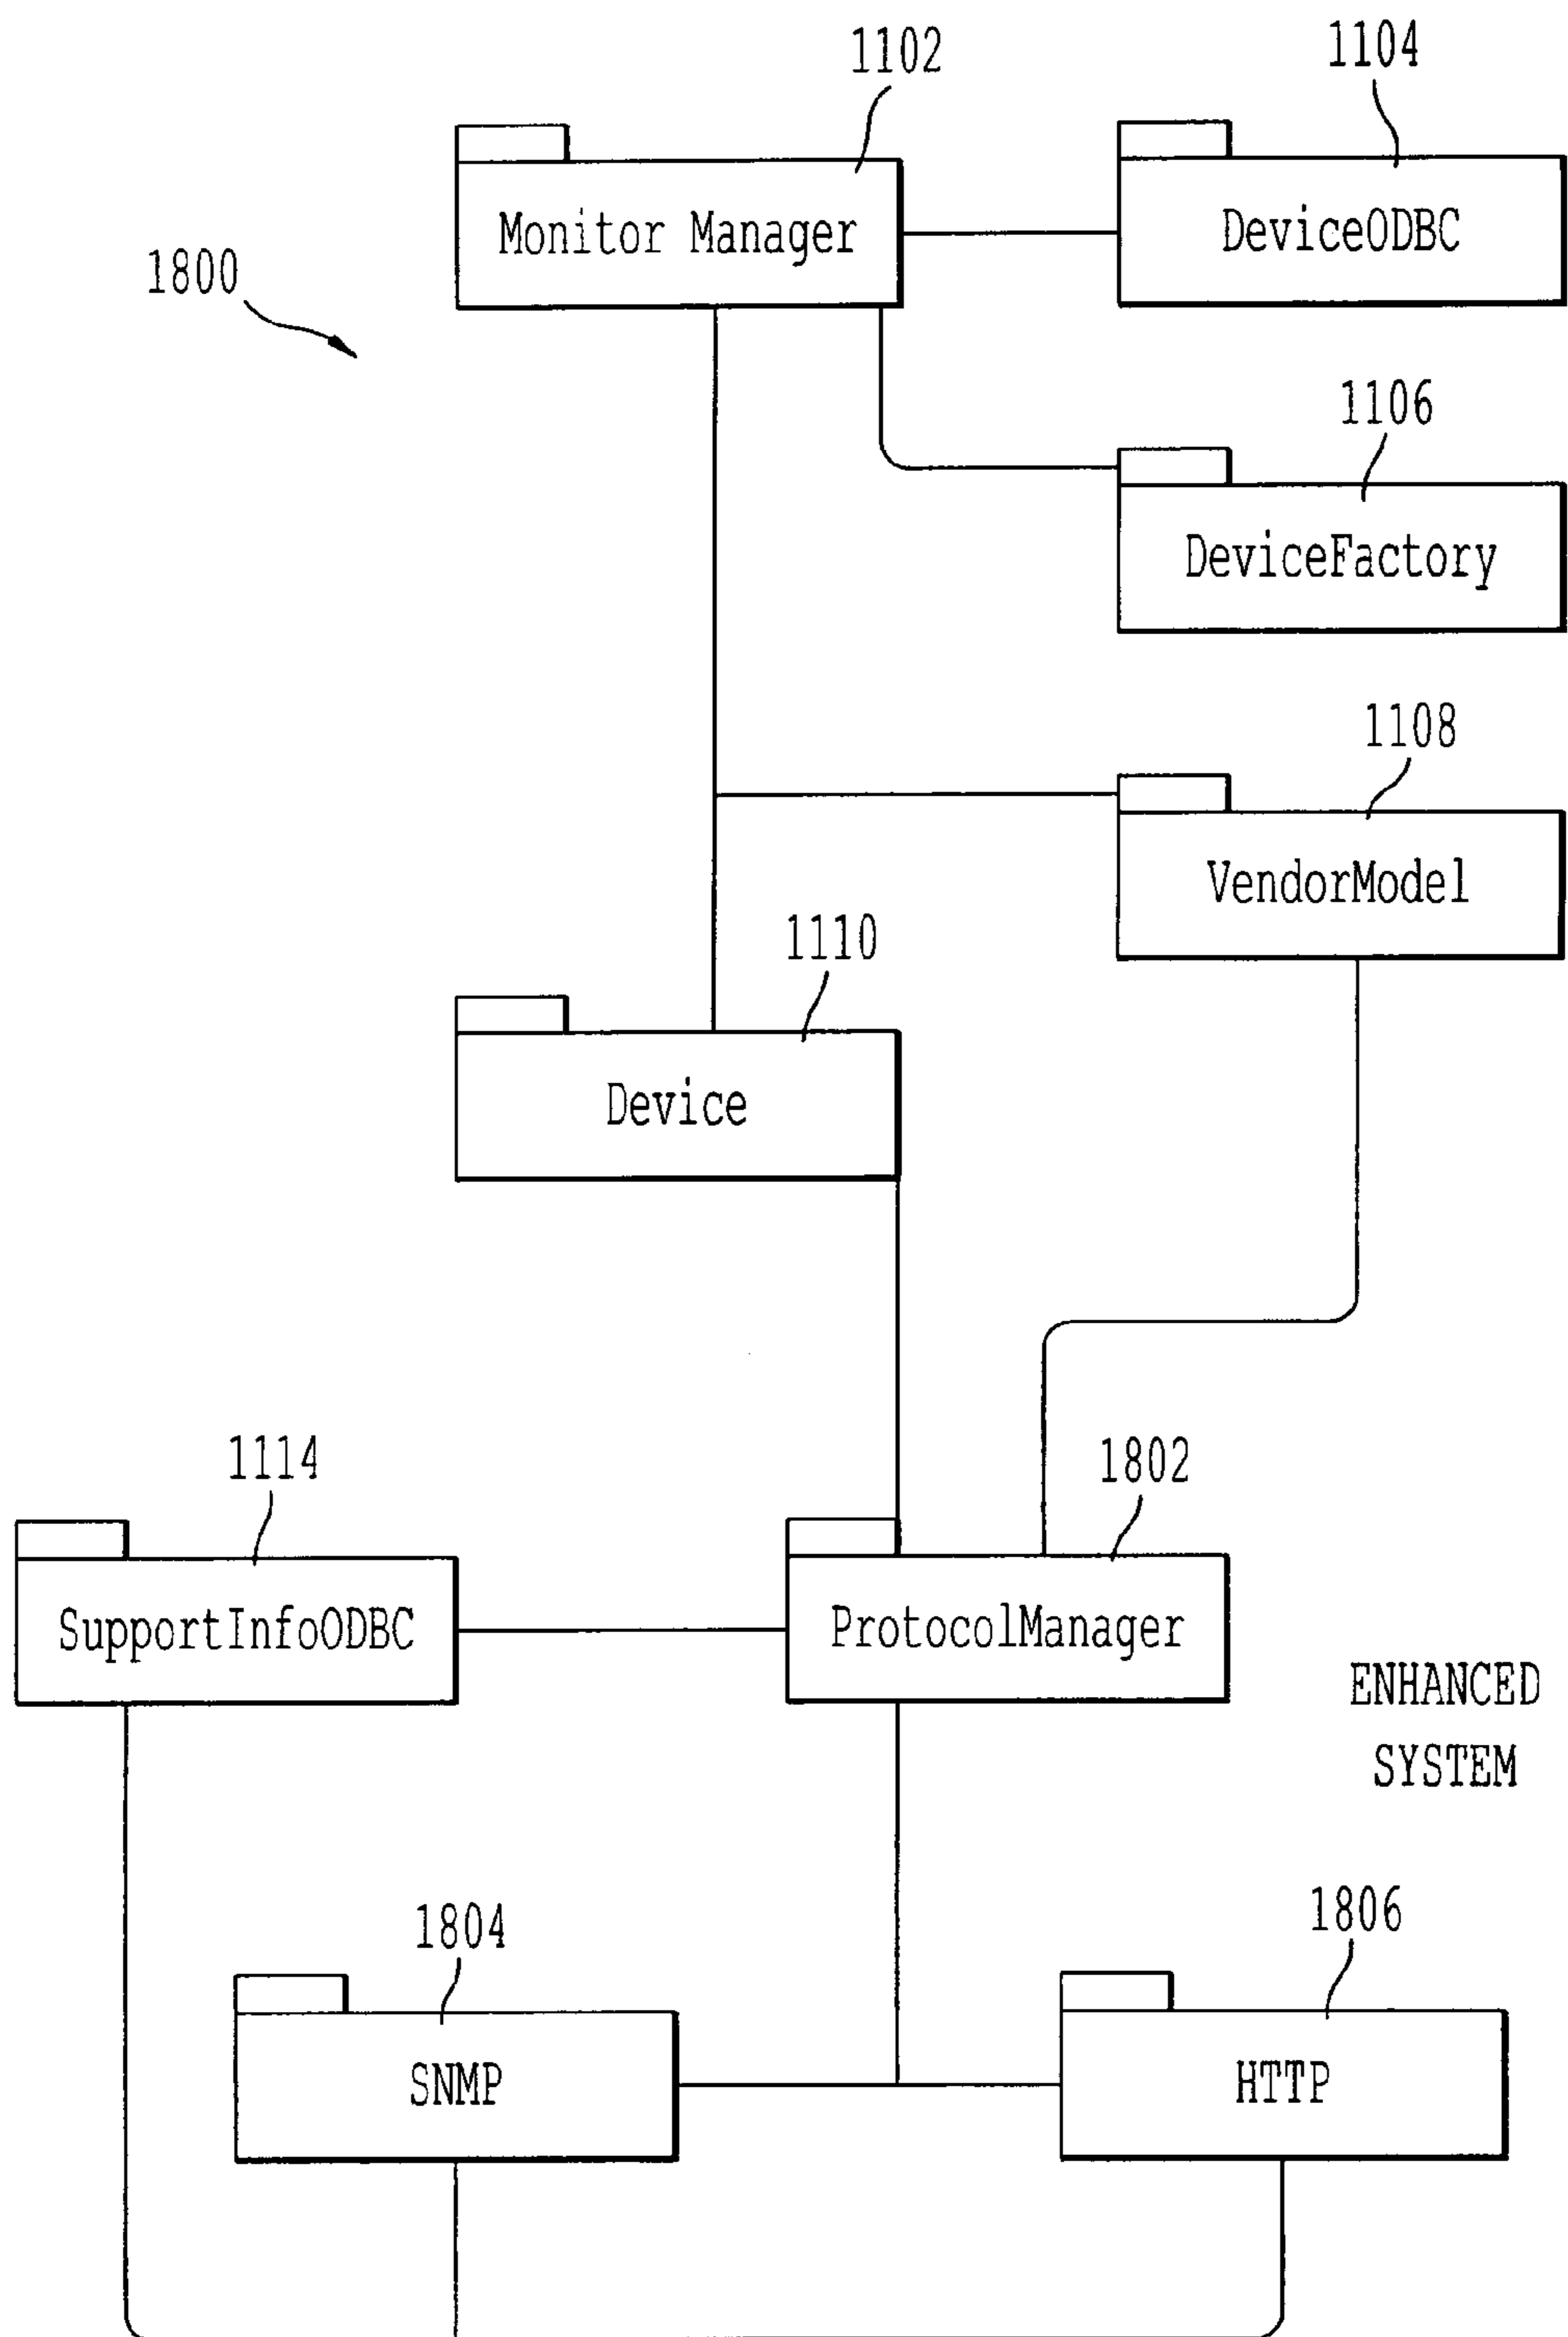 1102
1104
Monitor Manager
DeviceODBC
1800
1106
DeviceFactory
1108
VendorModel
1110
Device
1114
1802
SupportInfoODBC
ProtocolManager
ENHANCED
SYSTEM
1804
1806
SNMP
HTTP